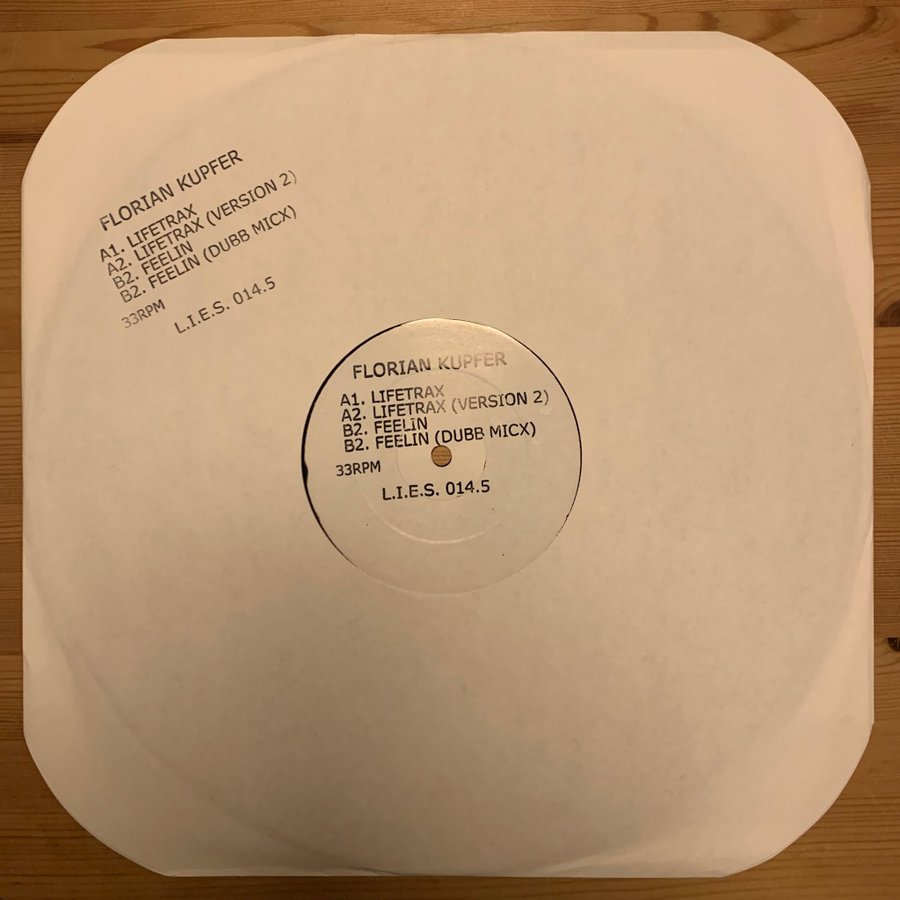 FLORIAN KUPFER
A1. LIFETRAX
A2. LIFETRAX (VERSION 2)
B2. FEELIN
B2. FEELIN (DUBB MICX)
33RPM
L.I.E.S. 014.5
FLORIAN KUPFER
A1. LIFETRAX
A2. LIFETRAX (VERSION 2)
B2. FEELIN
B2. FEELIN (DUBB MICX)
33RPM
L.I.E.S. 014.5